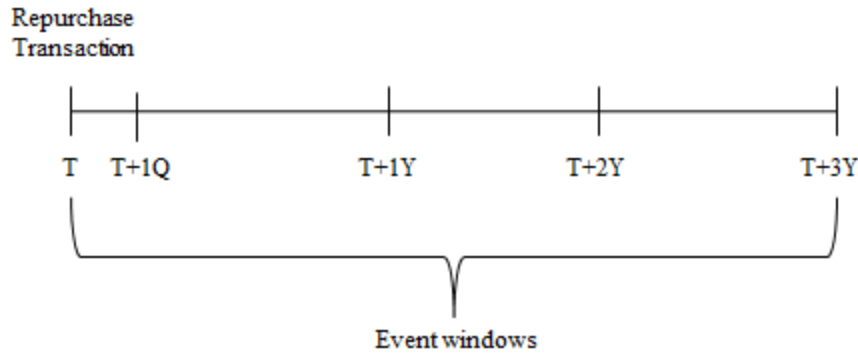 Repurchase
Transaction
T T+1Q T+1Y T+2Y T+3Y
Event windows